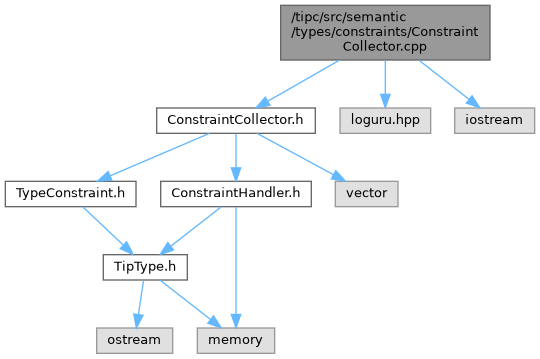 /tipc/src/semantic
/types/constraints/Constraint
Collector.cpp
ConstraintCollector.h
loguru.hpp
iostream
TypeConstraint.h
ConstraintHandler.h
vector
TipType.h
ostream
memory